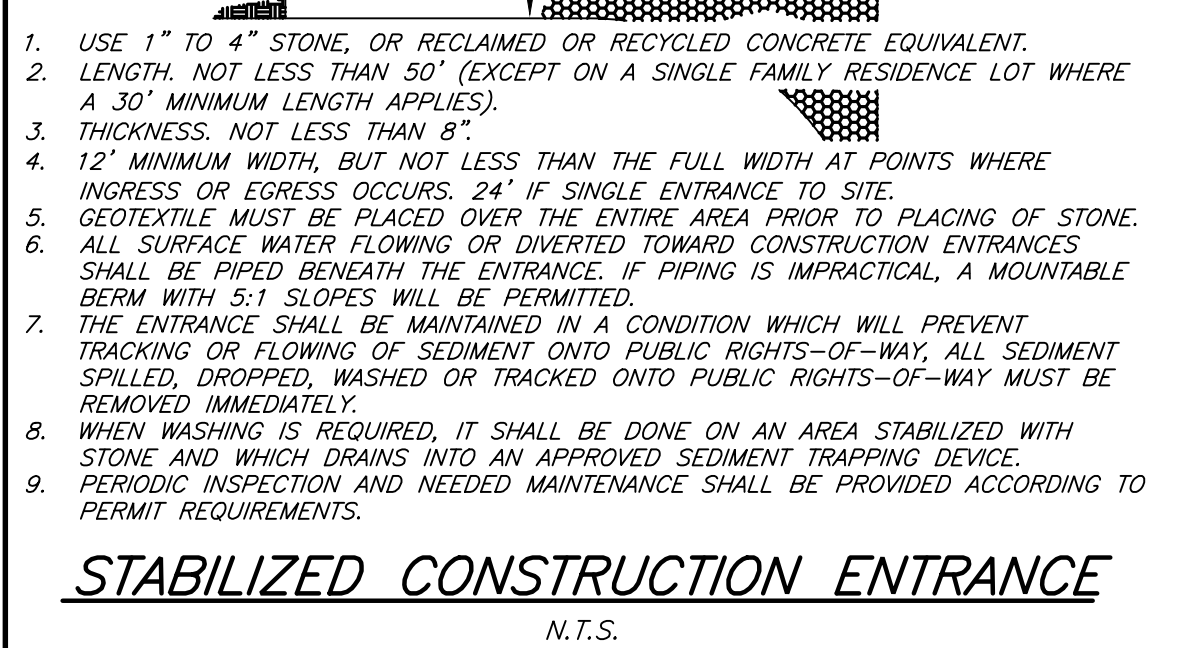 1. USE 1" TO 4" STONE, OR RECLAIMED OR RECYCLED CONCRETE EQUIVALENT.
2. LENGTH. NOT LESS THAN 50' (EXCEPT ON A SINGLE FAMILY RESIDENCE LOT WHERE
A 30' MINIMUM LENGTH APPLIES).
3. THICKNESS. NOT LESS THAN 8".
4. 12' MINIMUM WIDTH, BUT NOT LESS THAN THE FULL WIDTH AT POINTS WHERE
INGRESS OR EGRESS OCCURS. 24' IF SINGLE ENTRANCE TO SITE.
5. GEOTEXTILE MUST BE PLACED OVER THE ENTIRE AREA PRIOR TO PLACING OF STONE.
6. ALL SURFACE WATER FLOWING OR DIVERTED TOWARD CONSTRUCTION ENTRANCES
SHALL BE PIPED BENEATH THE ENTRANCE. IF PIPING IS IMPRACTICAL, A MOUNTABLE
BERM WITH 5:1 SLOPES WILL BE PERMITTED.
7. THE ENTRANCE SHALL BE MAINTAINED IN A CONDITION WHICH WILL PREVENT
TRACKING OR FLOWING OF SEDIMENT ONTO PUBLIC RIGHTS-OF-WAY, ALL SEDIMENT
SPILLED, DROPPED, WASHED OR TRACKED ONTO PUBLIC RIGHTS-OF-WAY MUST BE
REMOVED IMMEDIATELY.
8. WHEN WASHING IS REQUIRED, IT SHALL BE DONE ON AN AREA STABILIZED WITH
STONE AND WHICH DRAINS INTO AN APPROVED SEDIMENT TRAPPING DEVICE.
9. PERIODIC INSPECTION AND NEEDED MAINTENANCE SHALL BE PROVIDED ACCORDING TO
PERMIT REQUIREMENTS.
STABILIZED CONSTRUCTION ENTRANCE
N.T.S.